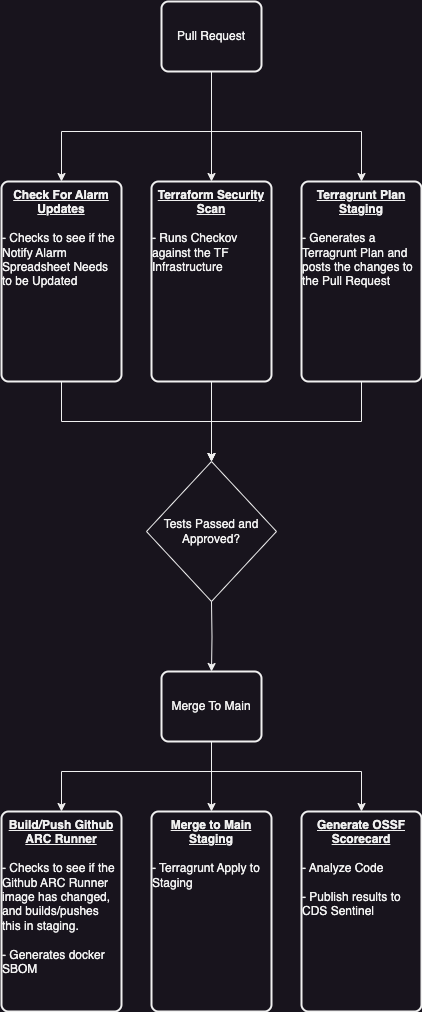 Pull Request
Check For Alarm
Updates
- Checks to see if the
Notify Alarm
Spreadsheet Needs
to be Updated
Terraform Security
Scan
- Runs Checkov
against the TF
Infrastructure
Terragrunt Plan
Staging
- Generates a
Terragrunt Plan and
posts the changes to
the Pull Request
Tests Passed and
Approved?
Merge To Main
Build/Push Github
ARC Runner
- Checks to see if the
Github ARC Runner
image has changed,
and builds/pushes
this in staging.
- Generates docker
SBOM
Merge to Main
Staging
- Terragrunt Apply to
Staging
Generate OSSF
Scorecard
- Analyze Code
- Publish results to
CDS Sentinel